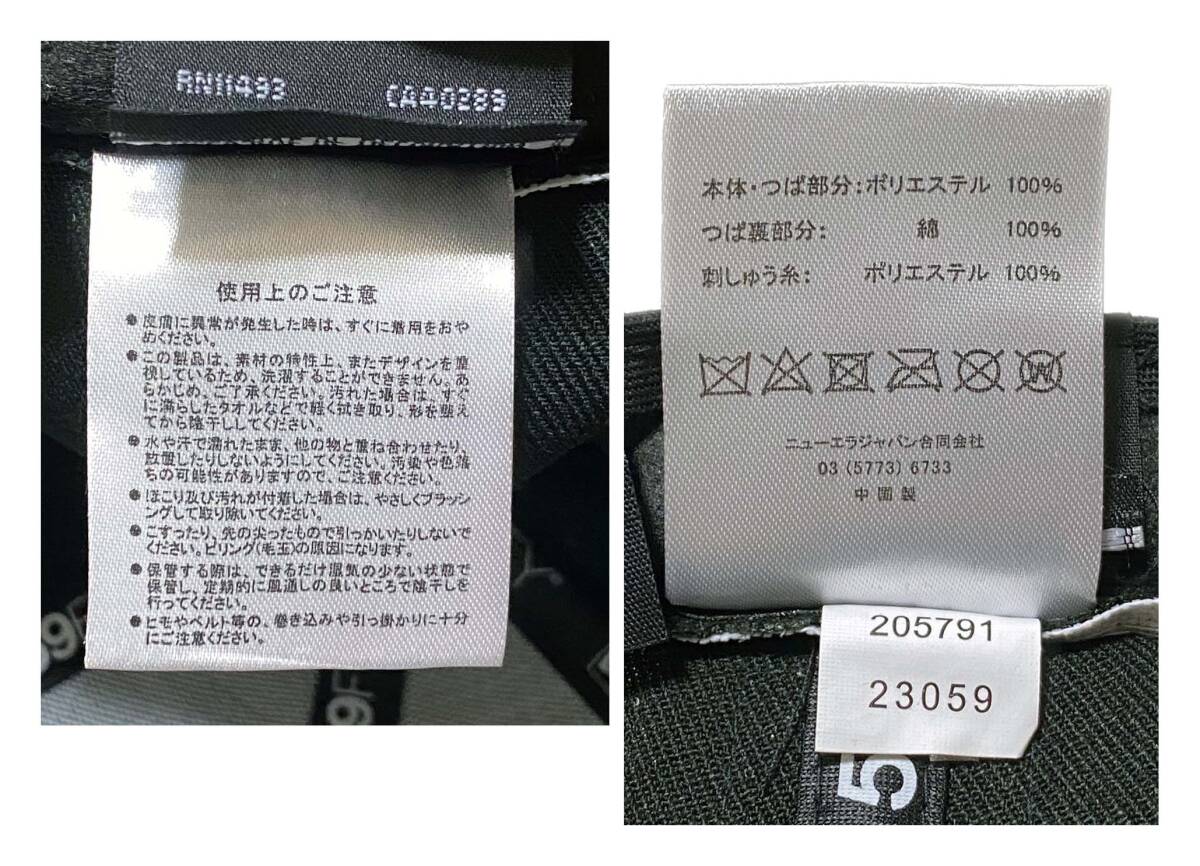 RN11493 CA40289
使用上のご注意
●皮膚に異常が発生した時は、すぐに着用をおや
めください。
●この製品は、素材の特性上、またデザインを重
視しているため、洗濯することができません。あ
らかじめ、ご了承ください。汚れた場合は、すぐ
に濡らしたタオルなどで軽く拭き取り、形を整え
てから陰干ししてください。
●水や汗で濡れたまま、他の物と重ね合わせたり、
放置したりしないようにしてください。汚染や色落
ちの可能性がありますので、ご注意ください。
●ほこり及び汚れが付着した場合は、やさしくブラッシ
ングして取り除いてください。
●こすったり、先の尖ったもので引っかいたりしないで
ください。ピリング(毛玉)の原因になります。
●保管する際は、できるだけ湿気の少ない状態で
保管し、定期的に風通しの良いところで陰干しを
行ってください。
●ヒモやベルト等の、巻き込みや引っ掛かりに十分
にご注意ください。
本体・つば部分:ポリエステル 100%
つば裏部分: 綿 100%
刺しゅう糸: ポリエステル 100%
W
ニューエラジャパン合同会社
03 (5773) 6733
中国製
205791
23059
5